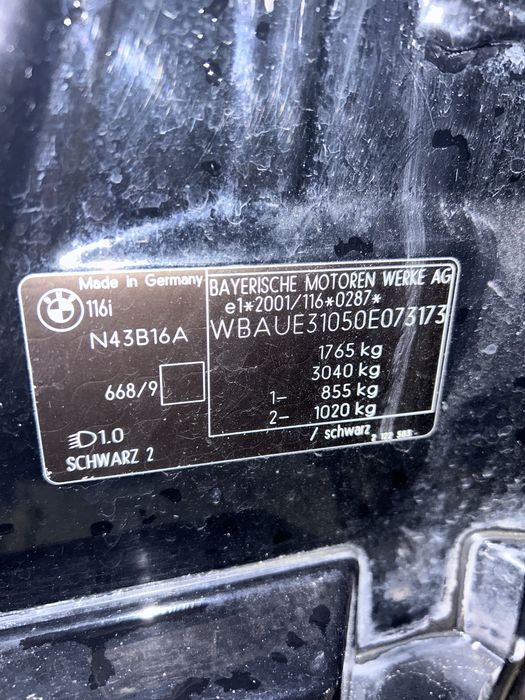 Made in Germany
BMW
116i
N43B16A
668/9
1.0
SCHWARZ 2
BAYERISCHE MOTOREN WERKE AG
e1*2001/116*0287*
WBAUE31050E073173
1765 kg
3040 kg
1- 855 kg
2- 1020 kg
/ schwarz